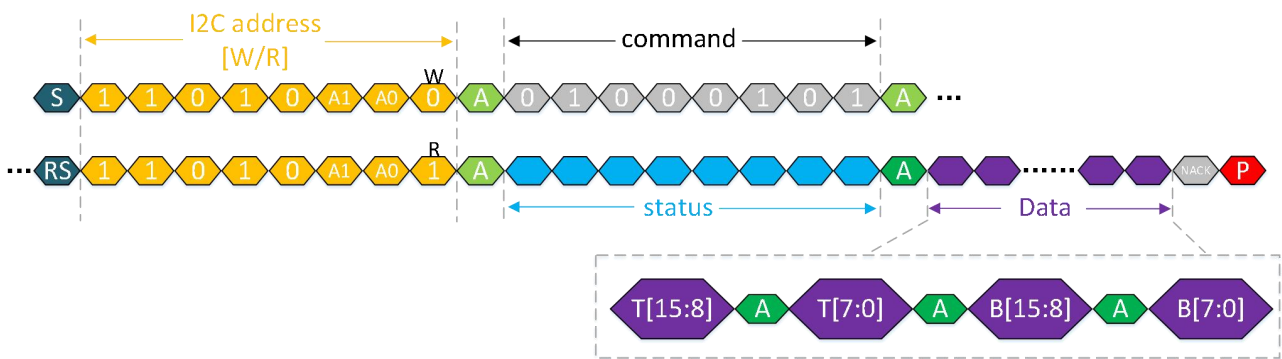 I2C address
[W/R]
command
W
S 1 1 0 1 0 A1 A0 0 A 0 1 0 0 0 1 0 1 A ...
R
... RS 1 1 0 1 0 A1 A0 1 A A ...... NACK P
status
Data
T[15:8] A T[7:0] A B[15:8] A B[7:0]